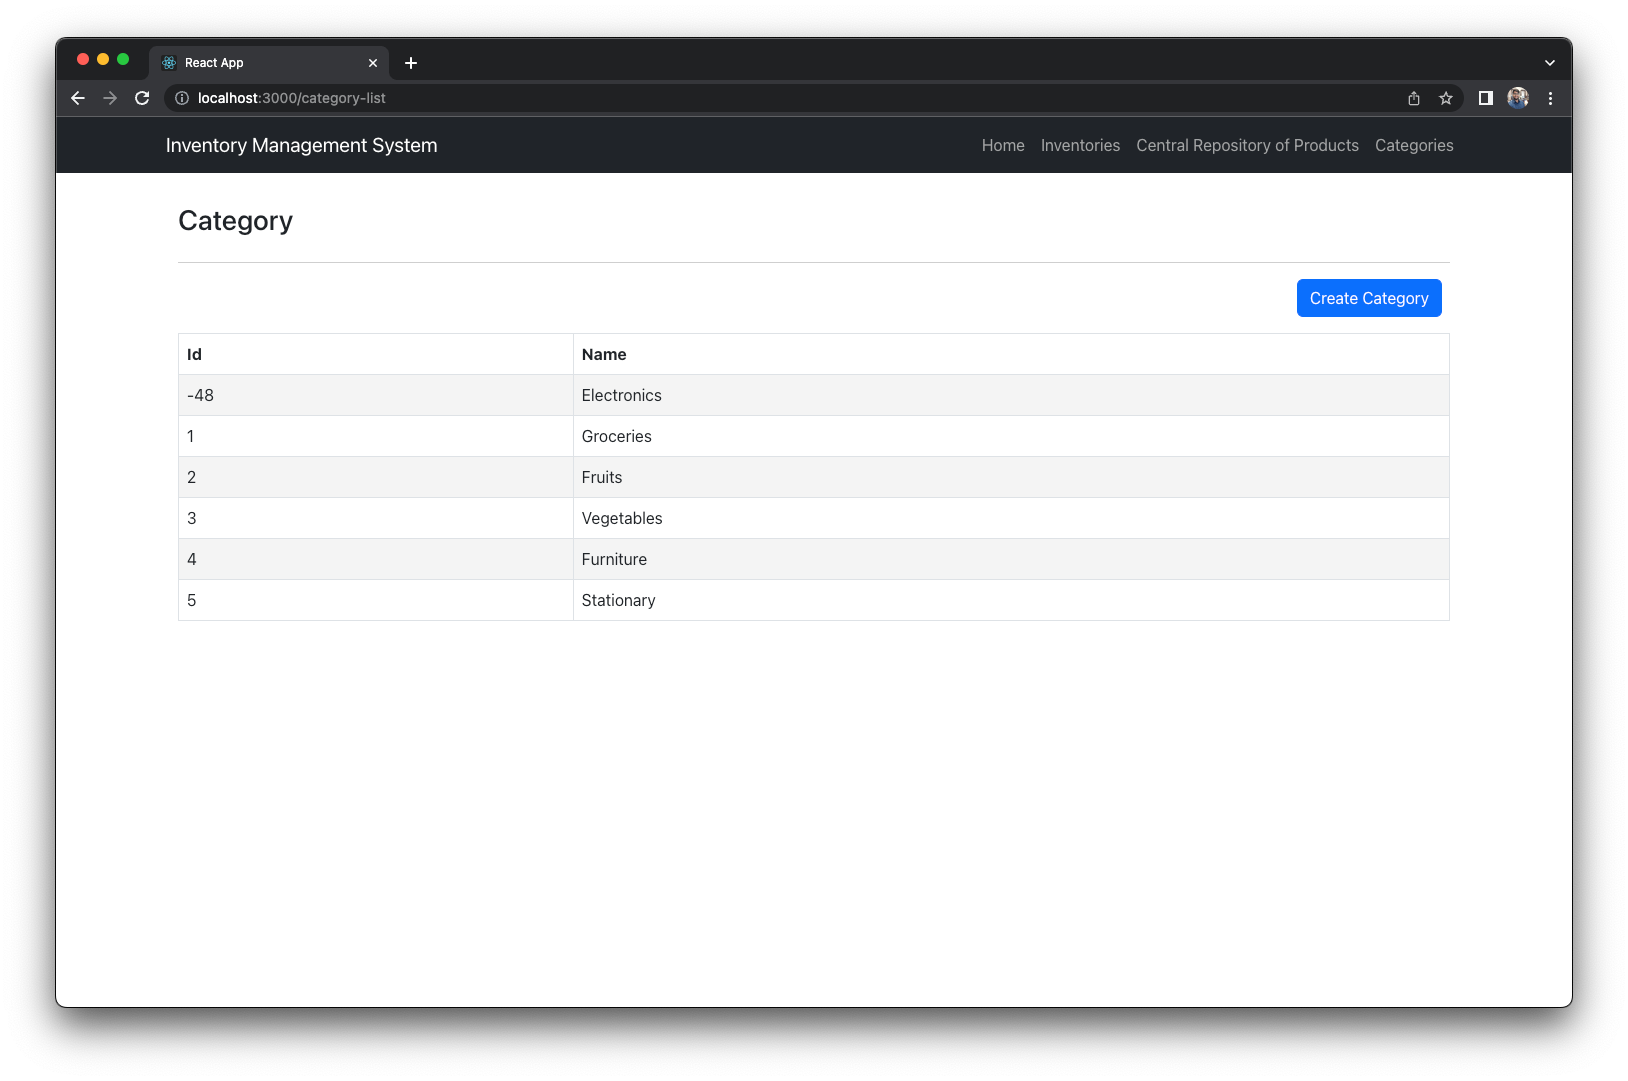 React App
localhost:3000/category-list
Inventory Management System Home Inventories Central Repository of Products Categories
Category
Create Category
Id Name
-48 Electronics
1 Groceries
2 Fruits
3 Vegetables
4 Furniture
5 Stationary